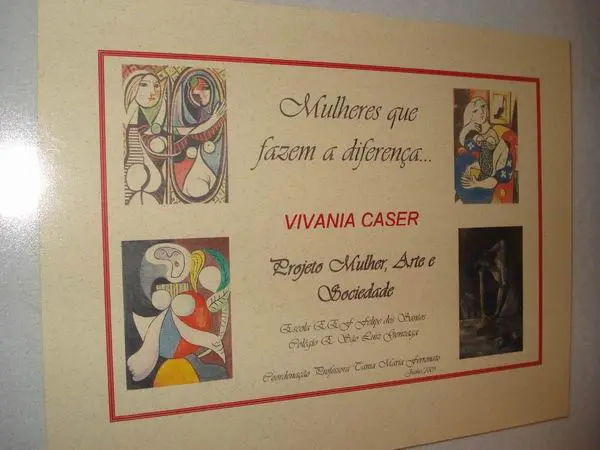 Mulheres que
fazem a diferença...
VIVANIA CASER
Projeto Mulher, Arte e
Sociedade
Escola E.E.F Felipe dos Santos
Colégio E. São Luiz Gonzaga
Coordenação Professora Tania Maria